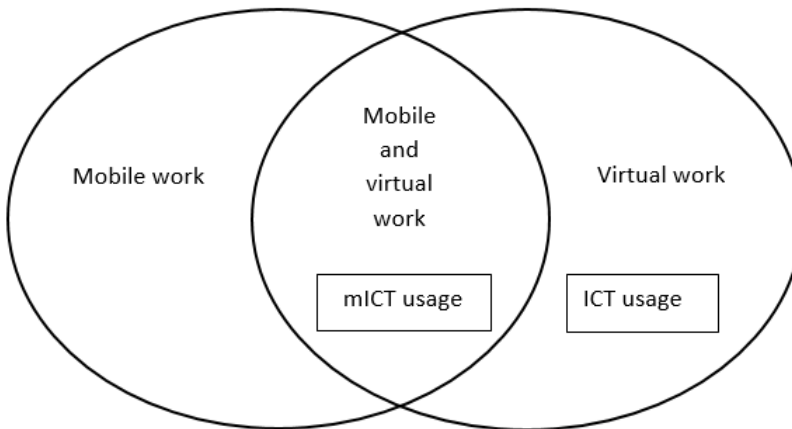 Mobile work
Mobile
and
virtual
work
Virtual work
mICT usage
ICT usage